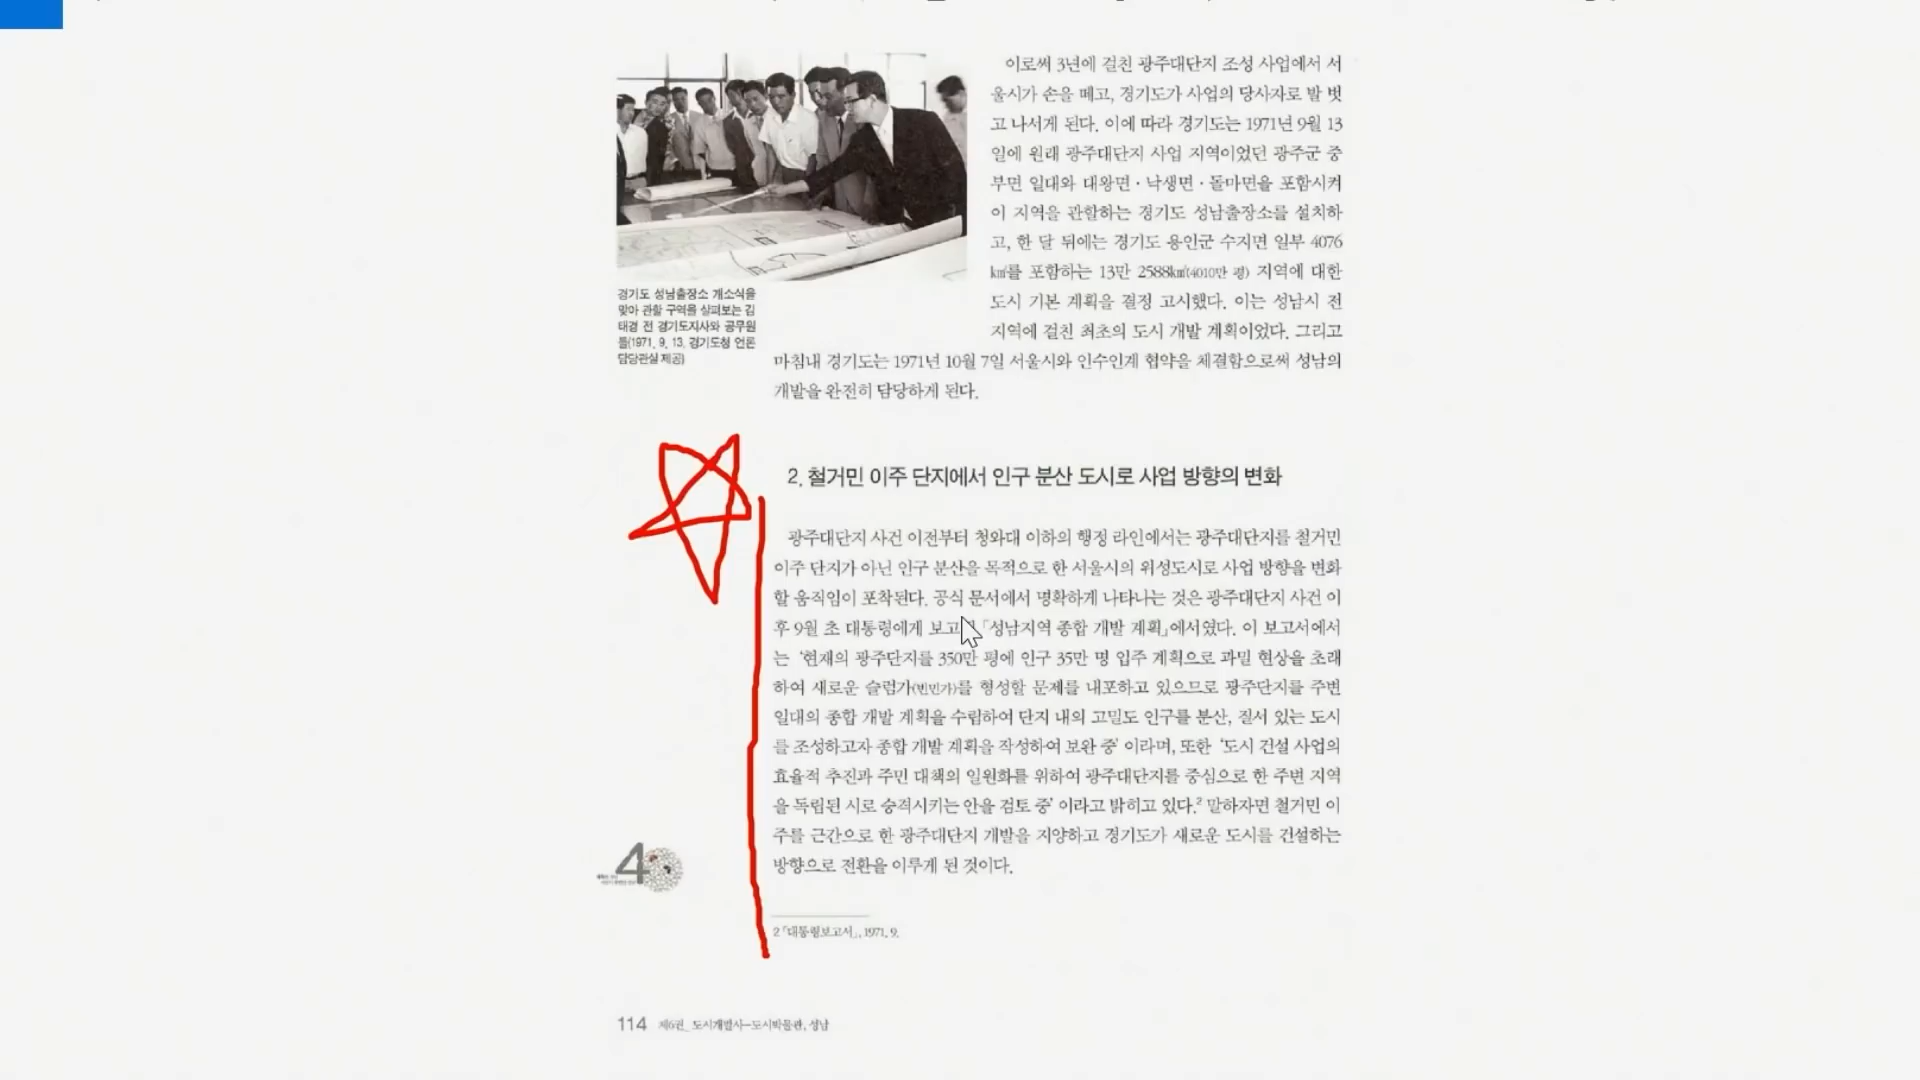 이로써 3년에 걸친 광주대단지 조성 사업에서 서
울시가 손을 떼고, 경기도가 사업의 당사자로 발 벗
고 나서게 된다. 이에 따라 경기도는 1971년 9월 13
일에 원래 광주대단지 사업 지역이었던 광주군 중
부면 일대와 대왕면·낙생면·돌마면을 포함시켜
이 지역을 관할하는 경기도 성남출장소를 설치하
고, 한 달 뒤에는 경기도 용인군 수지면 일부 4076
㎢를 포함하는 13만 2588㎢(4010만 평) 지역에 대한
도시 기본 계획을 결정 고시했다. 이는 성남시 전
지역에 걸친 최초의 도시 개발 계획이었다. 그리고
마침내 경기도는 1971년 10월 7일 서울시와 인수인계 협약을 체결함으로써 성남의
개발을 완전히 담당하게 된다.
경기도 성남출장소 개소식을
맞아 관할 구역을 살펴보는 김
태경 전 경기도지사와 공무원
들(1971. 9. 13, 경기도청 언론
담당관실 제공)
2. 철거민 이주 단지에서 인구 분산 도시로 사업 방향의 변화
광주대단지 사건 이전부터 청와대 이하의 행정 라인에서는 광주대단지를 철거민
이주 단지가 아닌 인구 분산을 목적으로 한 서울시의 위성도시로 사업 방향을 변화
할 움직임이 포착된다. 공식 문서에서 명확하게 나타나는 것은 광주대단지 사건 이
후 9월 초 대통령에게 「성남지역 종합 개발 계획」에서였다. 이 보고서에서
는 '현재의 광주단지를 350만 평에 인구 35만 명 입주 계획으로 과밀 현상을 초래
하여 새로운 슬럼가(빈민가)를 형성할 문제를 내포하고 있으므로 광주단지를 주변
일대의 종합 개발 계획을 수립하여 단지 내의 고밀도 인구를 분산, 질서 있는 도시
를 조성하고자 종합 개발 계획을 작성하여 보완 중' 이라며, 또한 '도시 건설 사업의
효율적 추진과 주민 대책의 일원화를 위하여 광주대단지를 중심으로 한 주변 지역
을 독립된 시로 승격시키는 안을 검토 중' 이라고 밝히고 있다.2 말하자면 철거민 이
주를 근간으로 한 광주대단지 개발을 지양하고 경기도가 새로운 도시를 건설하는
방향으로 전환을 이루게 된 것이다.
40
2 「대통령보고서」, 1971. 9.
114 제6권_ 도시개발사-도시박물관, 성남